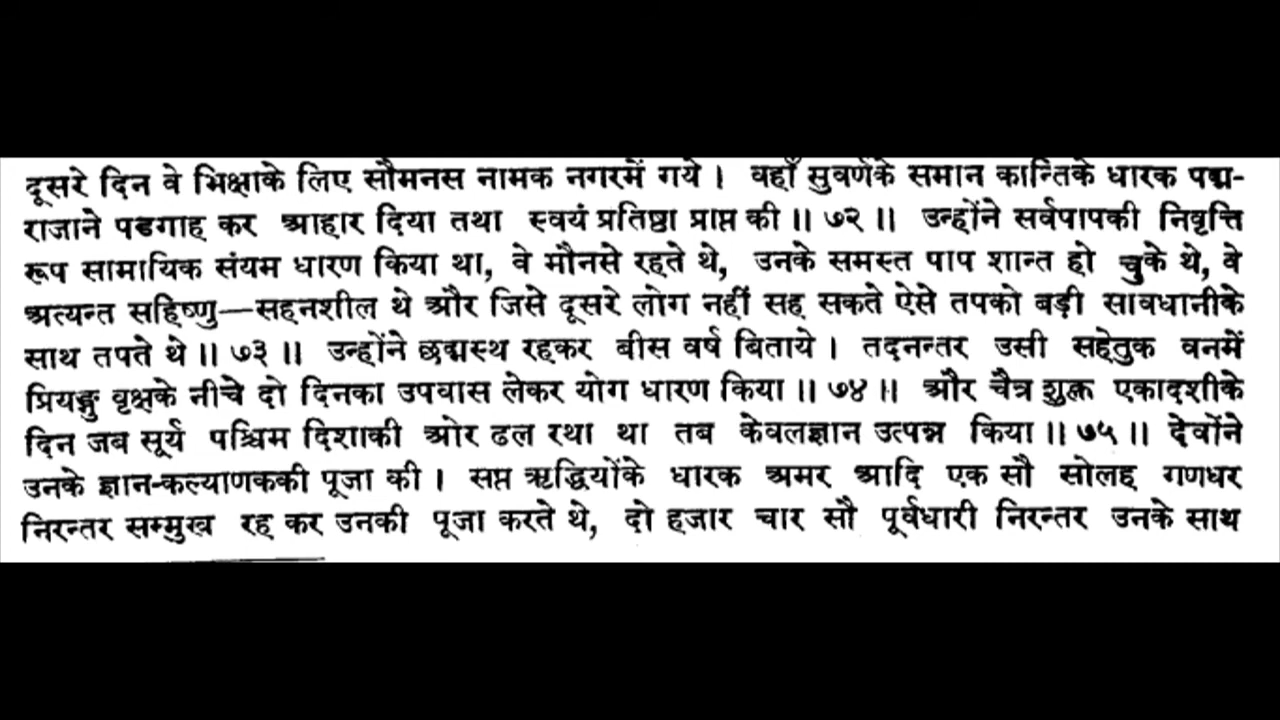 दूसरे दिन वे भिक्षाके लिए सौमनस नामक नगरमें गये। वहाँ सुवर्णके समान कान्तिके धारक पद्म-
राजाने पडगाह कर आहार दिया तथा स्वयं प्रतिष्ठा प्राप्त की॥ ७२॥ उन्होंने सर्वपापकी निवृत्ति
रूप सामायिक संयम धारण किया था, वे मौनसे रहते थे, उनके समस्त पाप शान्त हो चुके थे, वे
अत्यन्त सहिष्णु—सहनशील थे और जिसे दूसरे लोग नहीं सह सकते ऐसे तपको बड़ी सावधानीके
साथ तपते थे॥ ७३॥ उन्होंने छद्मस्थ रहकर बीस वर्ष बिताये। तदनन्तर उसी सहेतुक वनमें
प्रियङ्गु वृक्षके नीचे दो दिनका उपवास लेकर योग धारण किया॥ ७४॥ और चैत्र शुक्ल एकादशीके
दिन जब सूर्य पश्चिम दिशाकी ओर ढल रथा था तब केवलज्ञान उत्पन्न किया॥ ७५॥ देवोंने
उनके ज्ञान-कल्याणककी पूजा की। सप्त ऋद्धियोंके धारक अमर आदि एक सौ सोलह गणधर
निरन्तर सम्मुख रह कर उनकी पूजा करते थे, दो हजार चार सौ पूर्वधारी निरन्तर उनके साथ